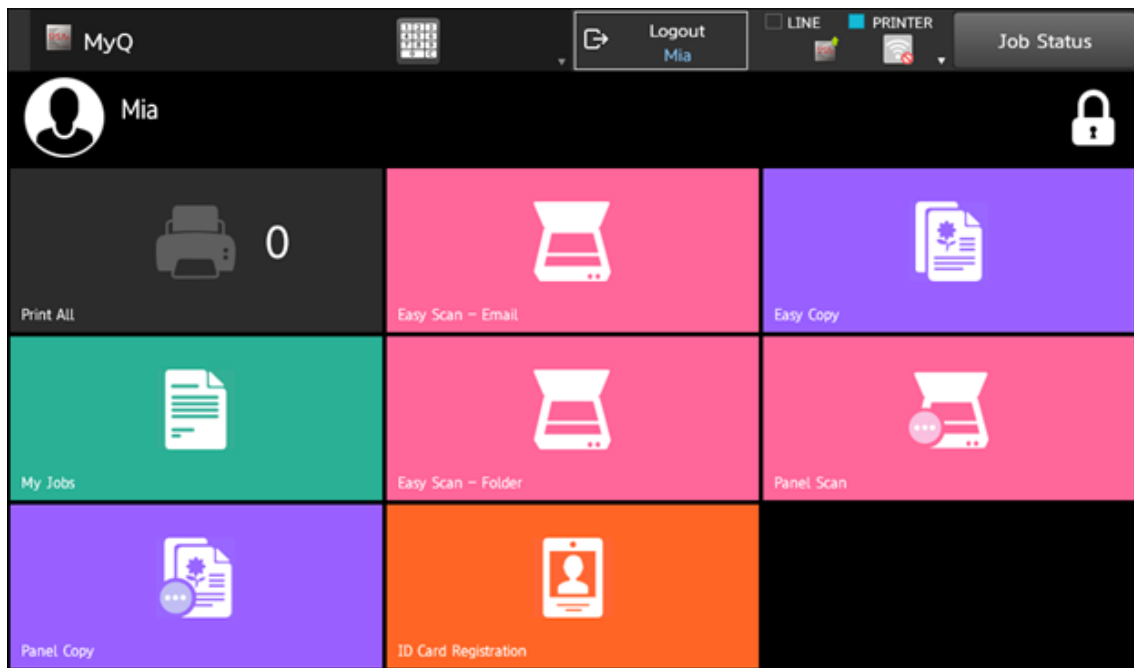 MyQ
Logout
Mia
LINE
PRINTER
Job Status
Mia
0
Print All
Easy Scan – Email
Easy Copy
My Jobs
Easy Scan – Folder
Panel Scan
Panel Copy
ID Card Registration